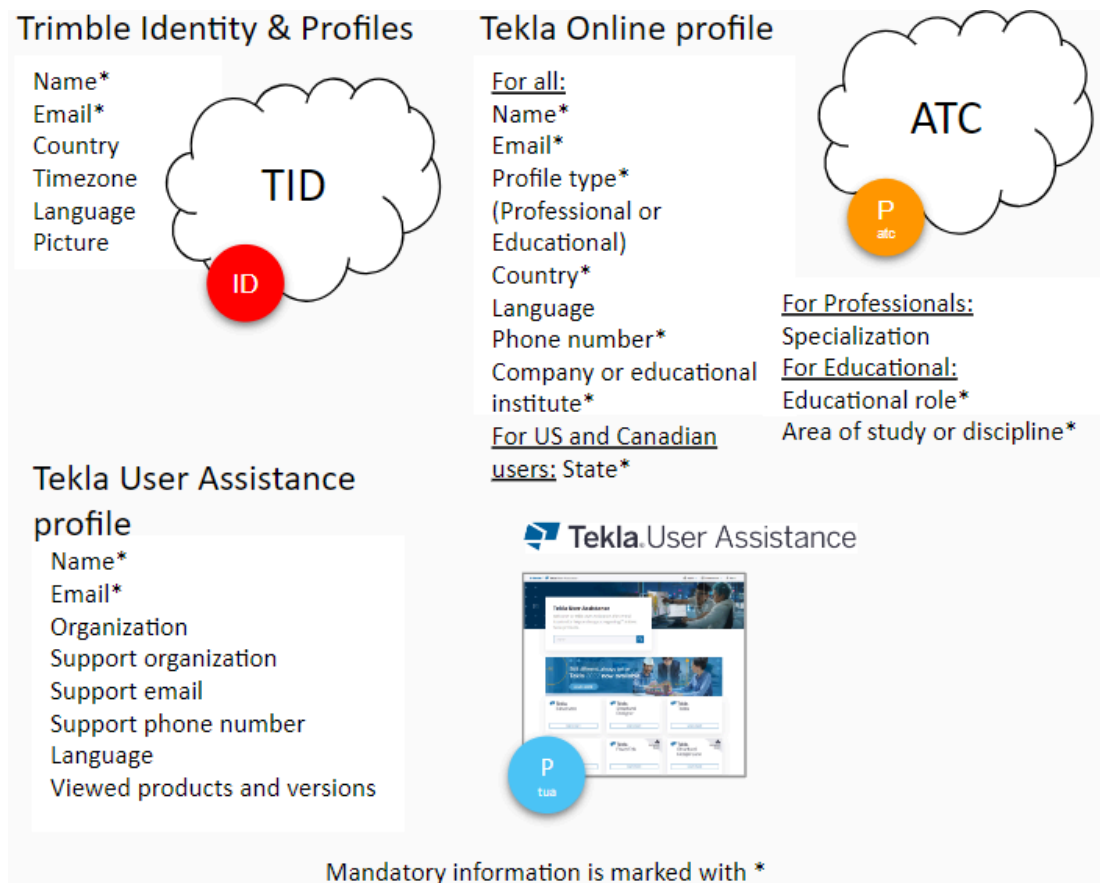 Trimble Identity & Profiles
Name*
Email*
Country
Timezone
Language
Picture
TID
ID
Tekla Online profile
For all:
Name*
Email*
Profile type*
(Professional or
Educational)
Country*
Language
Phone number*
Company or educational
institute*
For US and Canadian
users: State*
ATC
P
atc
For Professionals:
Specialization
For Educational:
Educational role*
Area of study or discipline*
Tekla User Assistance
profile
Name*
Email*
Organization
Support organization
Support email
Support phone number
Language
Viewed products and versions
Tekla.User Assistance
Tekla User Assistance
P
tua
Mandatory information is marked with *